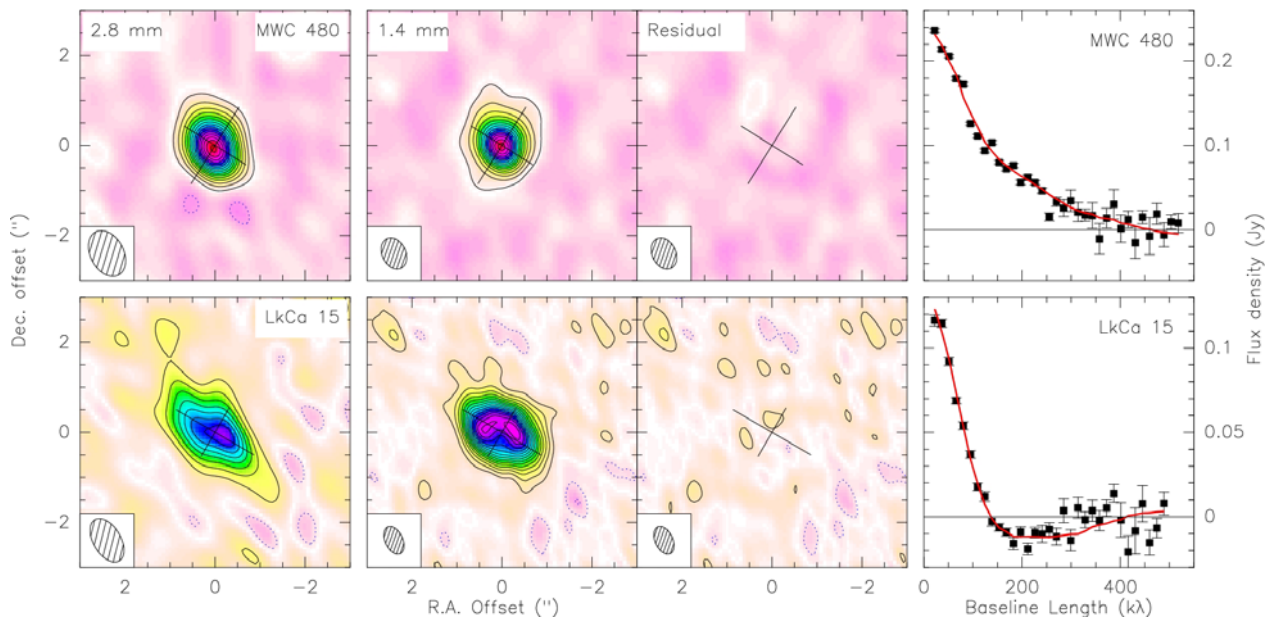 2.8 mm MWC 480
1.4 mm
Residual
MWC 480
2
0
−2
0.2
0.1
0
LkCa 15
LkCa 15
2
0
−2
0.1
0.05
0
2 0 −2
2 0 −2
2 0 −2
0 200 400
Dec. offset ('')
R.A. Offset ('')
Baseline Length (kλ)
Flux density (Jy)